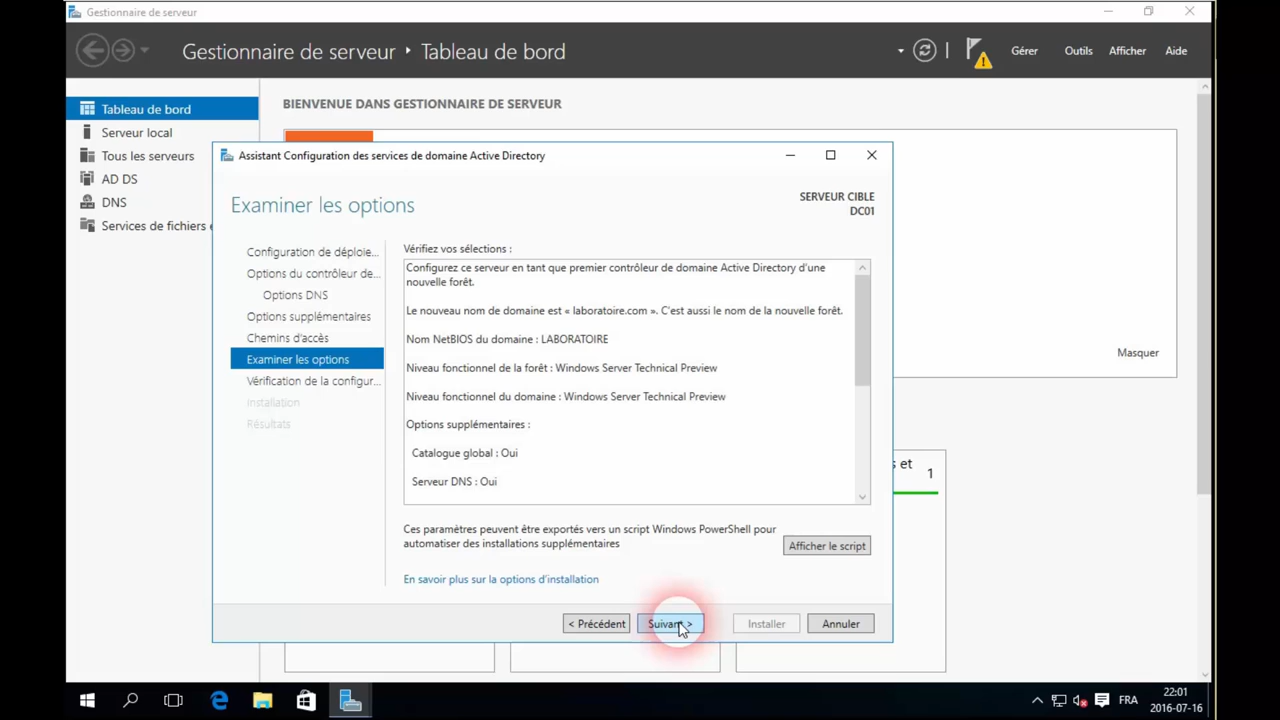 Gestionnaire de serveur
Gestionnaire de serveur ‣ Tableau de bord
Gérer
Outils
Afficher
Aide
Tableau de bord
Serveur local
Tous les serveurs
AD DS
DNS
Services de fichiers e
BIENVENUE DANS GESTIONNAIRE DE SERVEUR
Masquer
s et
1
Assistant Configuration des services de domaine Active Directory
Examiner les options
SERVEUR CIBLE
DC01
Configuration de déploie...
Options du contrôleur de...
Options DNS
Options supplémentaires
Chemins d'accès
Examiner les options
Vérification de la configur...
Installation
Résultats
Vérifiez vos sélections :
Configurez ce serveur en tant que premier contrôleur de domaine Active Directory d'une
nouvelle forêt.
Le nouveau nom de domaine est « laboratoire.com ». C'est aussi le nom de la nouvelle forêt.
Nom NetBIOS du domaine : LABORATOIRE
Niveau fonctionnel de la forêt : Windows Server Technical Preview
Niveau fonctionnel du domaine : Windows Server Technical Preview
Options supplémentaires :
Catalogue global : Oui
Serveur DNS : Oui
Ces paramètres peuvent être exportés vers un script Windows PowerShell pour
automatiser des installations supplémentaires
Afficher le script
En savoir plus sur la options d'installation
< Précédent
Suivant >
Installer
Annuler
FRA
22:01
2016-07-16